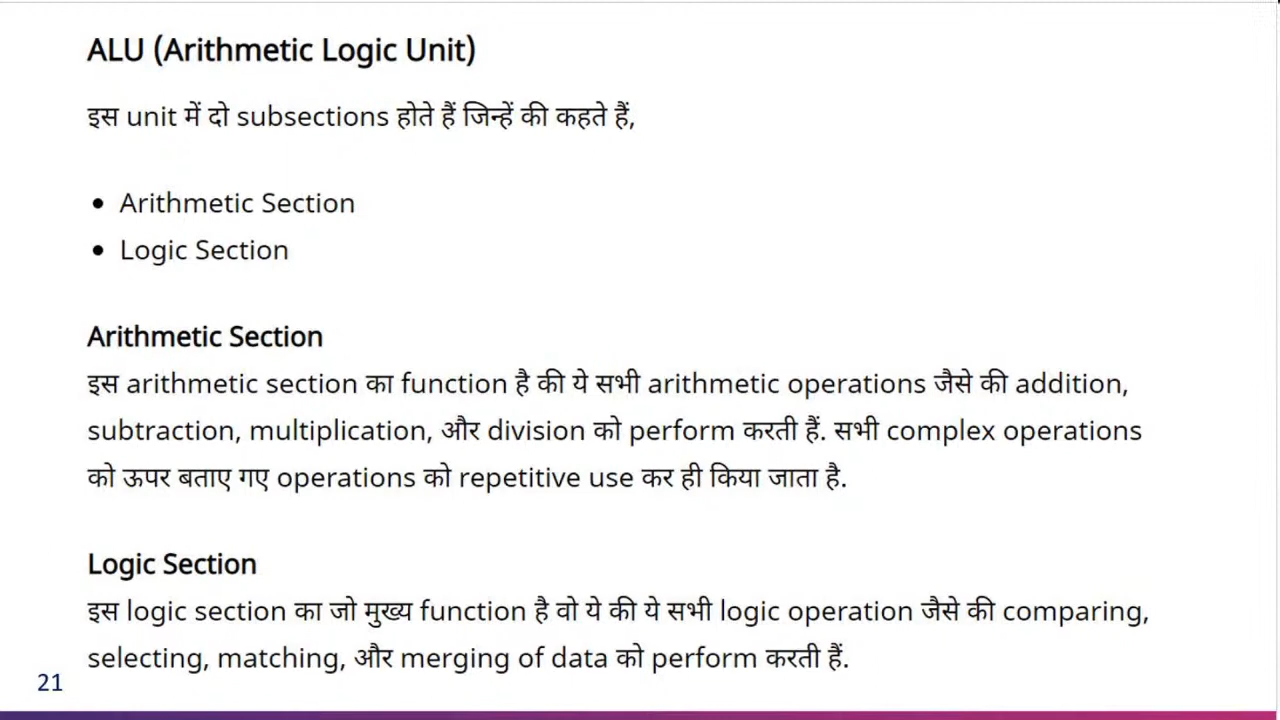 ALU (Arithmetic Logic Unit)
इस unit में दो subsections होते हैं जिन्हें की कहते हैं,
• Arithmetic Section
• Logic Section
Arithmetic Section
इस arithmetic section का function है की ये सभी arithmetic operations जैसे की addition,
subtraction, multiplication, और division को perform करती हैं. सभी complex operations
को ऊपर बताए गए operations को repetitive use कर ही किया जाता है.
Logic Section
इस logic section का जो मुख्य function है वो ये की ये सभी logic operation जैसे की comparing,
selecting, matching, और merging of data को perform करती हैं.
21